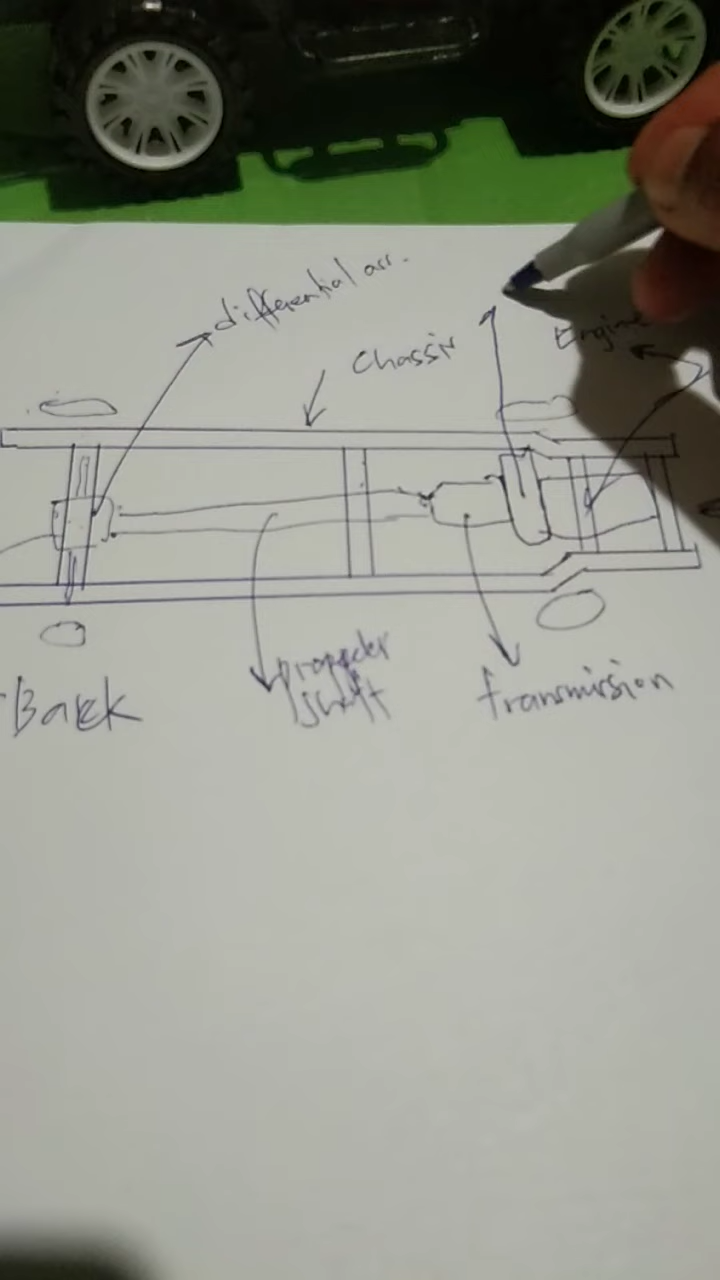 differential ass.
Chassis
Engine
propeller
shaft
transmission
Back